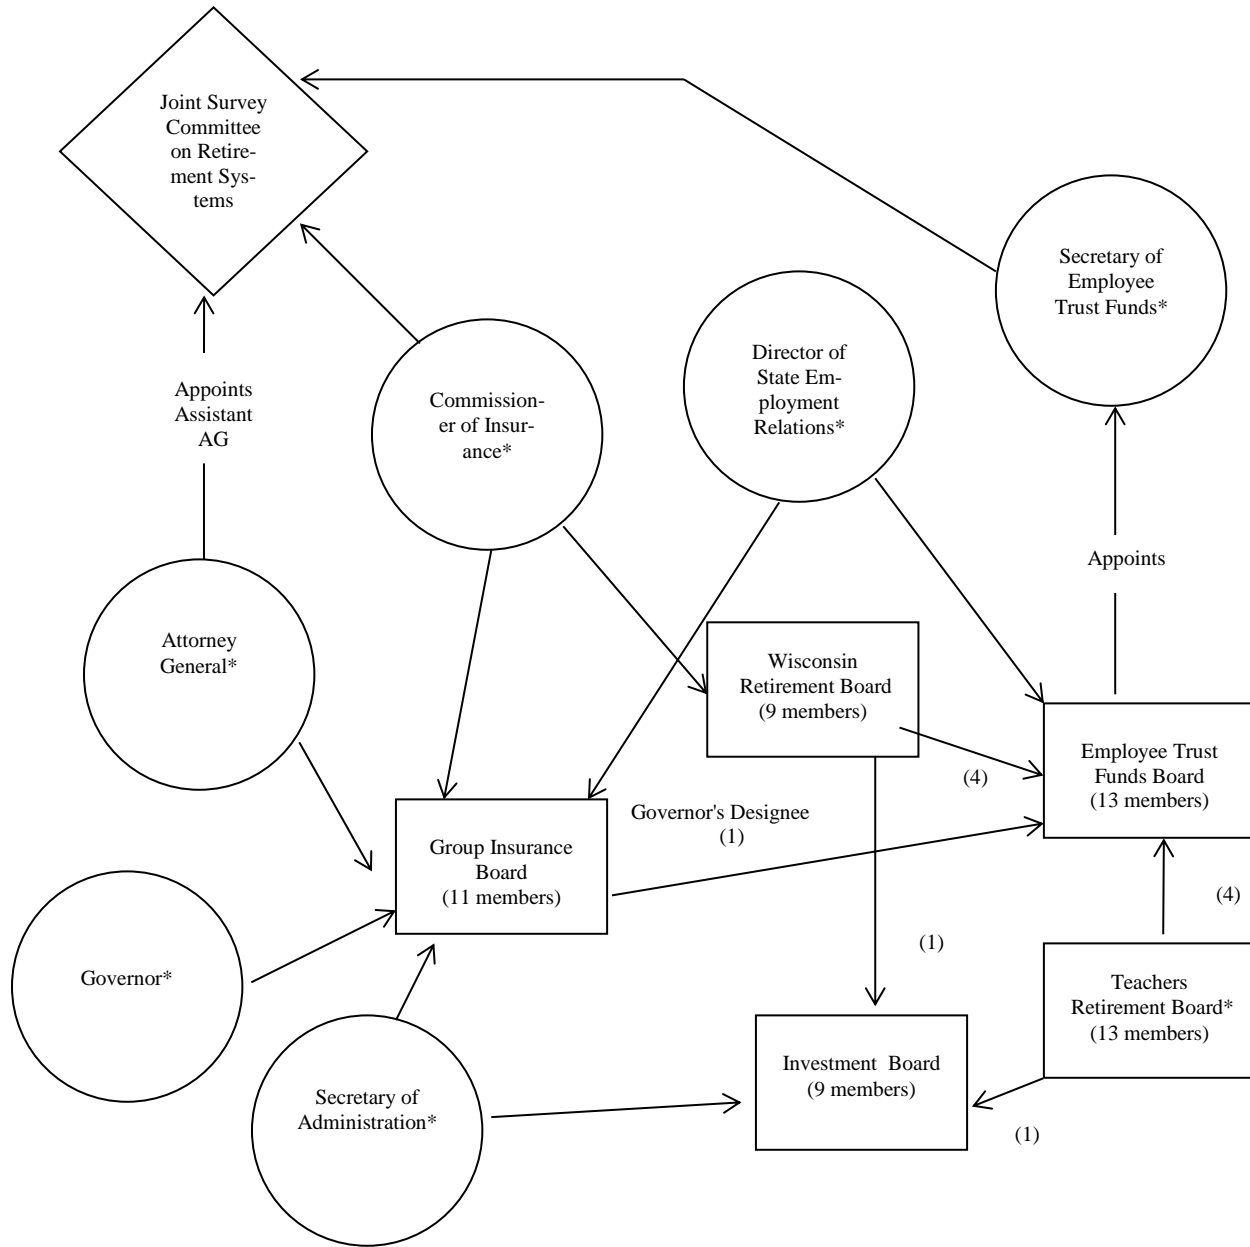 Joint Survey
Committee
on Retire-
ment Sys-
tems
Secretary of
Employee
Trust Funds*
Director of
State Em-
ployment
Relations*
Appoints
Assistant
AG
Commission-
er of Insur-
ance*
Appoints
Attorney
General*
Wisconsin
Retirement Board
(9 members)
Employee Trust
Funds Board
(13 members)
(4)
Governor's Designee
(1)
Group Insurance
Board
(11 members)
(4)
(1)
Governor*
Teachers
Retirement Board*
(13 members)
Investment Board
(9 members)
Secretary of
Administration*
(1)